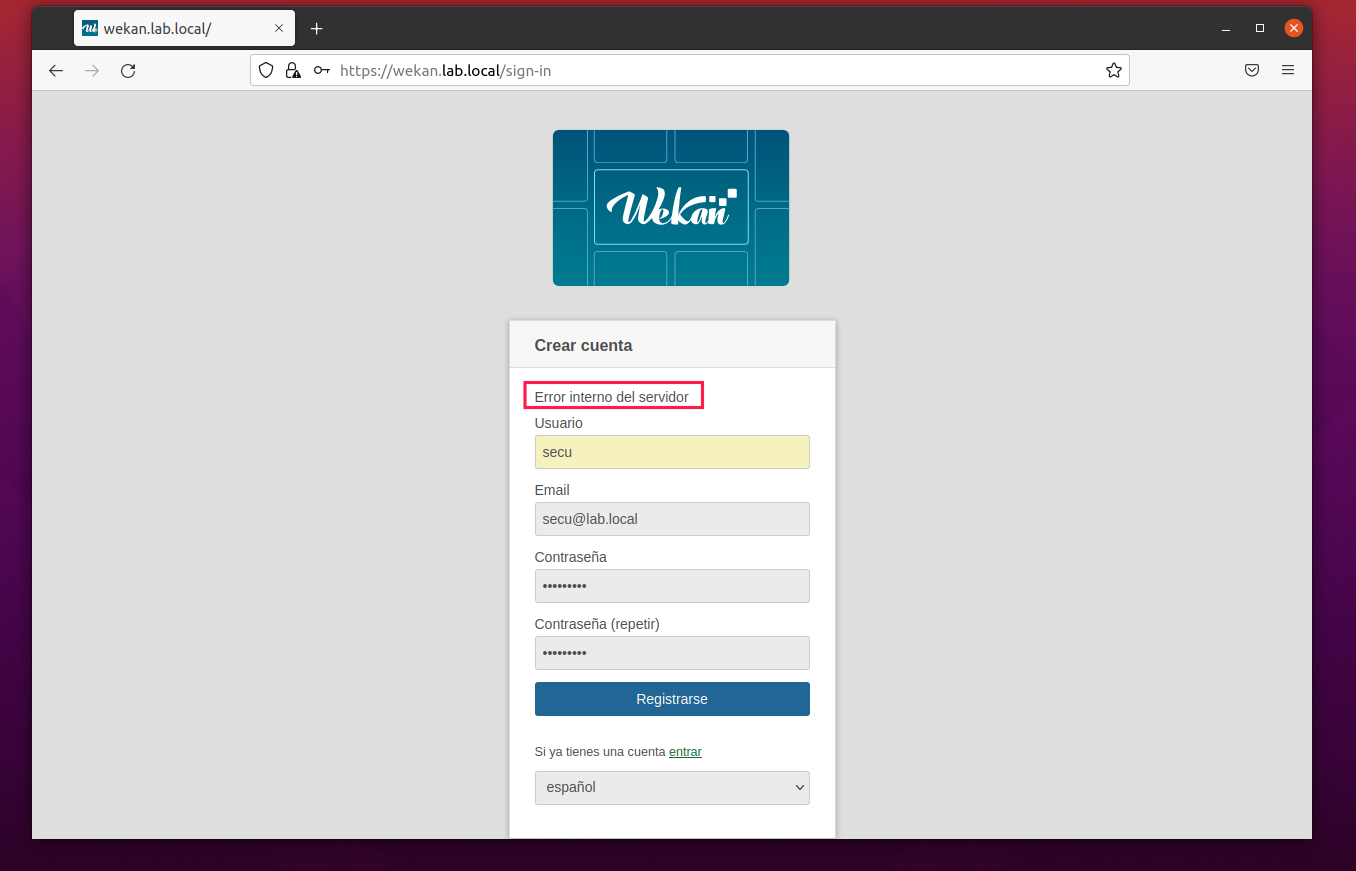 wekan.lab.local/
https://wekan.lab.local/sign-in
Wekan
Crear cuenta
Error interno del servidor
Usuario
secu
Email
secu@lab.local
Contraseña
•••••••••
Contraseña (repetir)
•••••••••
Registrarse
Si ya tienes una cuenta entrar
español